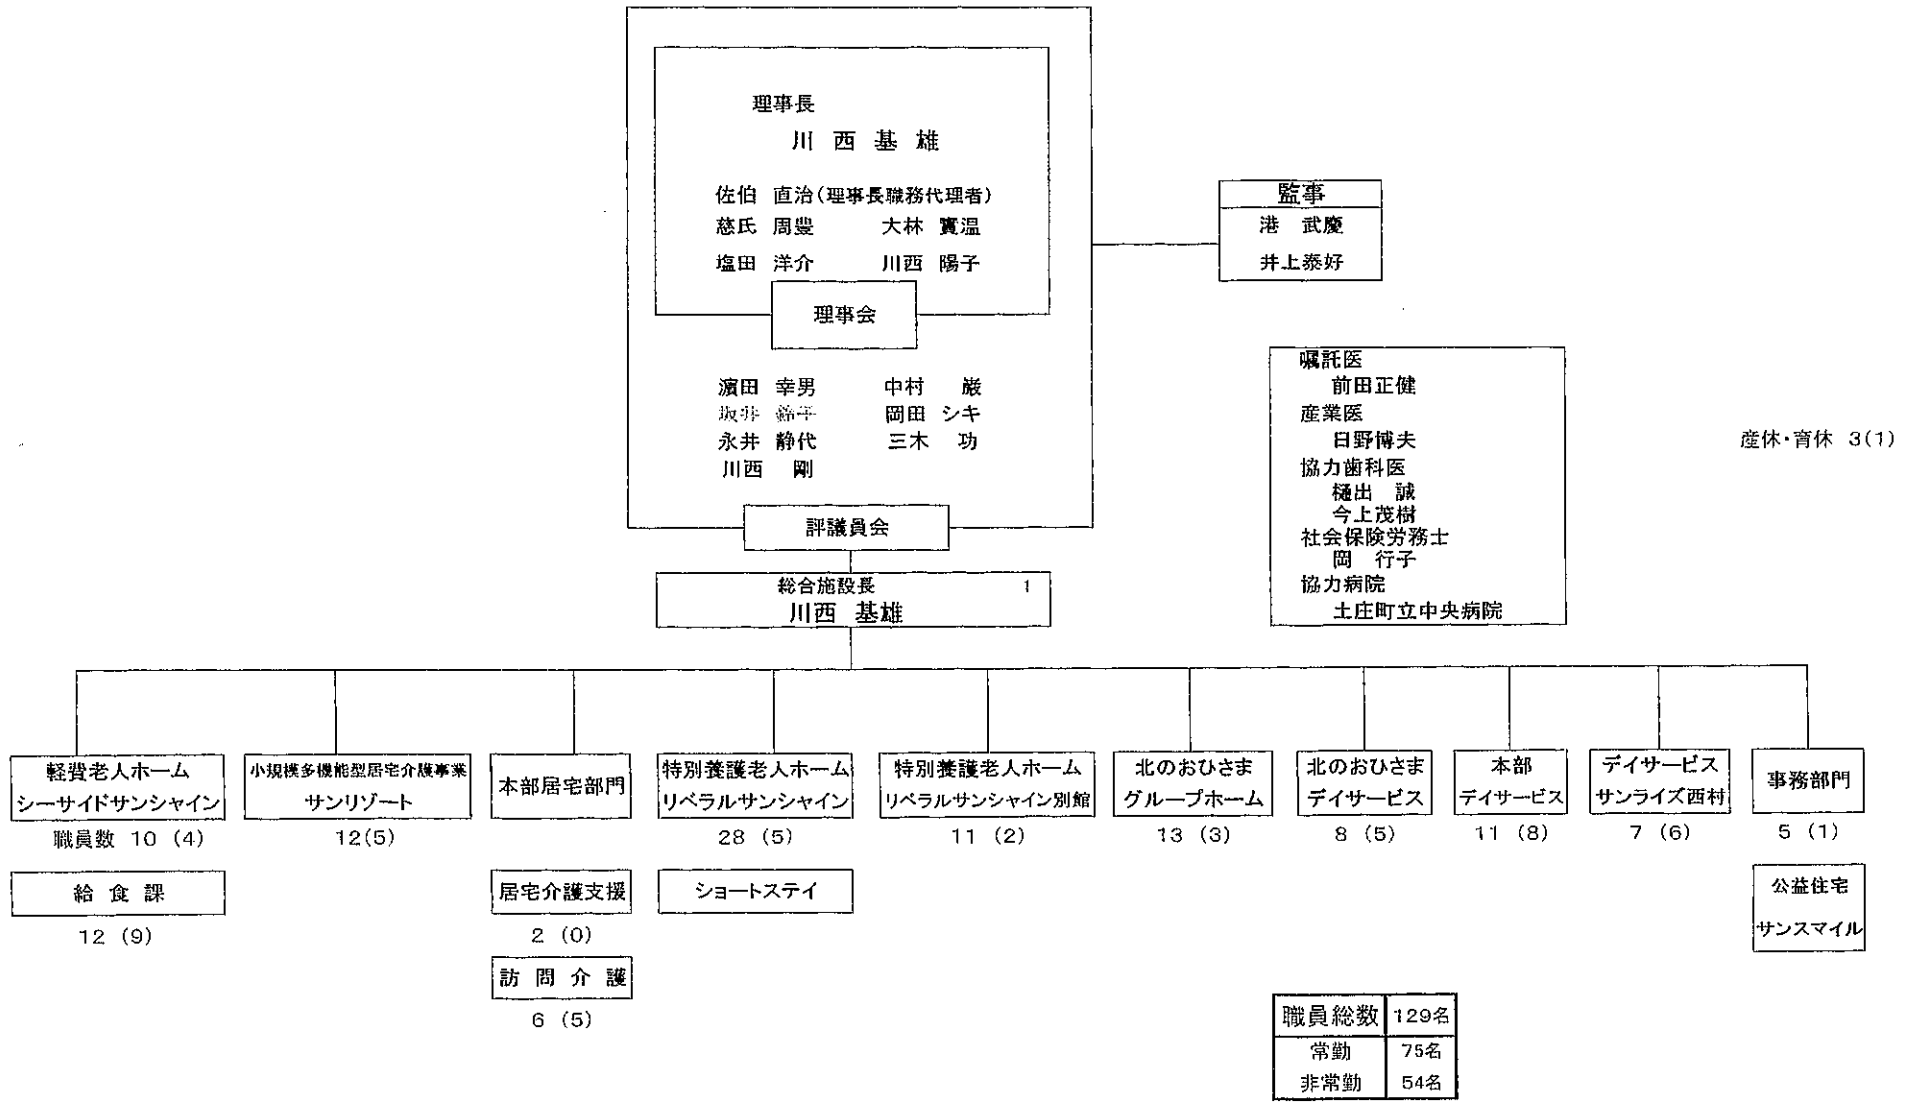 理事長
川 西 基 雄
佐伯 直治(理事長職務代理者)
慈氏 周豊 大林 實温
塩田 洋介 川西 陽子
理事会
濱田 幸男 中村 巌
岡田 シキ
永井 静代 三木 功
川西 剛
評議員会
総合施設長 1
川西 基雄
監事
港 武慶
井上泰好
嘱託医
前田正健
産業医
日野博夫
協力歯科医
樋出 誠
今上茂樹
社会保険労務士
岡 行子
協力病院
土庄町立中央病院
産休・育休 3(1)
軽費老人ホーム
シーサイドサンシャイン
職員数 10 (4)
給 食 課
12 (9)
小規模多機能型居宅介護事業
サンリゾート
12(5)
本部居宅部門
居宅介護支援
2 (0)
訪 問 介 護
6 (5)
特別養護老人ホーム
リベラルサンシャイン
28 (5)
ショートステイ
特別養護老人ホーム
リベラルサンシャイン別館
11 (2)
北のおひさま
グループホーム
13 (3)
北のおひさま
デイサービス
8 (5)
本部
デイサービス
11 (8)
デイサービス
サンライズ西村
7 (6)
事務部門
5 (1)
公益住宅
サンスマイル
職員総数 129名
常勤 75名
非常勤 54名